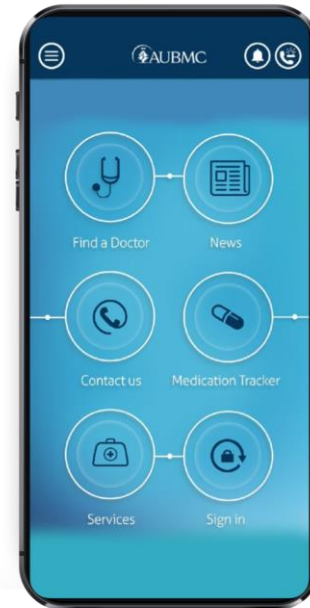 AUBMC
Find a Doctor
News
Contact us
Medication Tracker
Services
Sign in